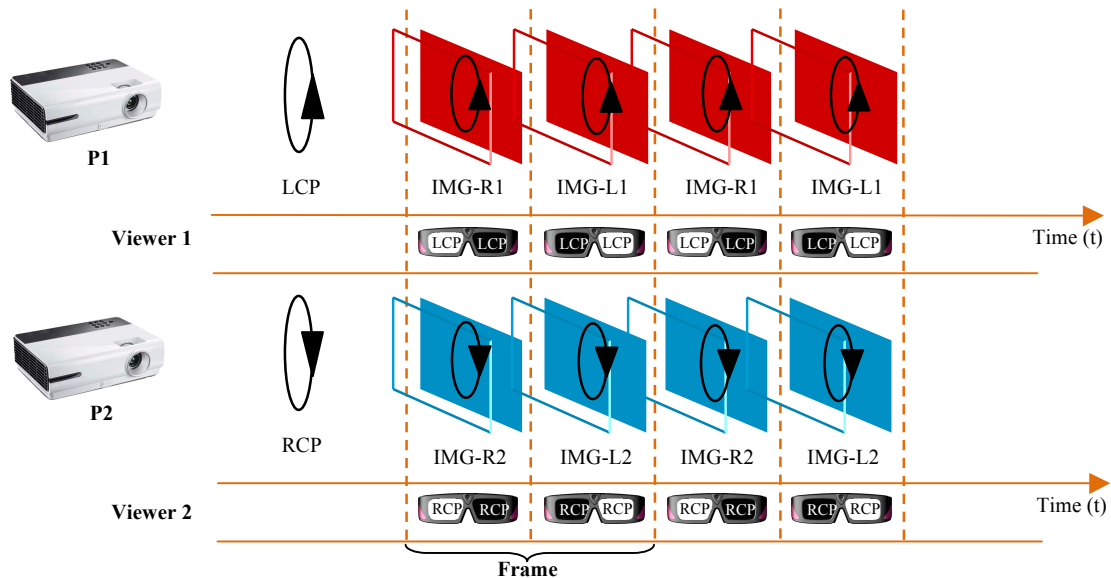 P1
LCP
IMG-R1 IMG-L1 IMG-R1 IMG-L1
Viewer 1
LCP LCP LCP LCP LCP LCP LCP LCP
Time (t)
P2
RCP
IMG-R2 IMG-L2 IMG-R2 IMG-L2
Viewer 2
RCP RCP RCP RCP RCP RCP RCP RCP
Time (t)
Frame